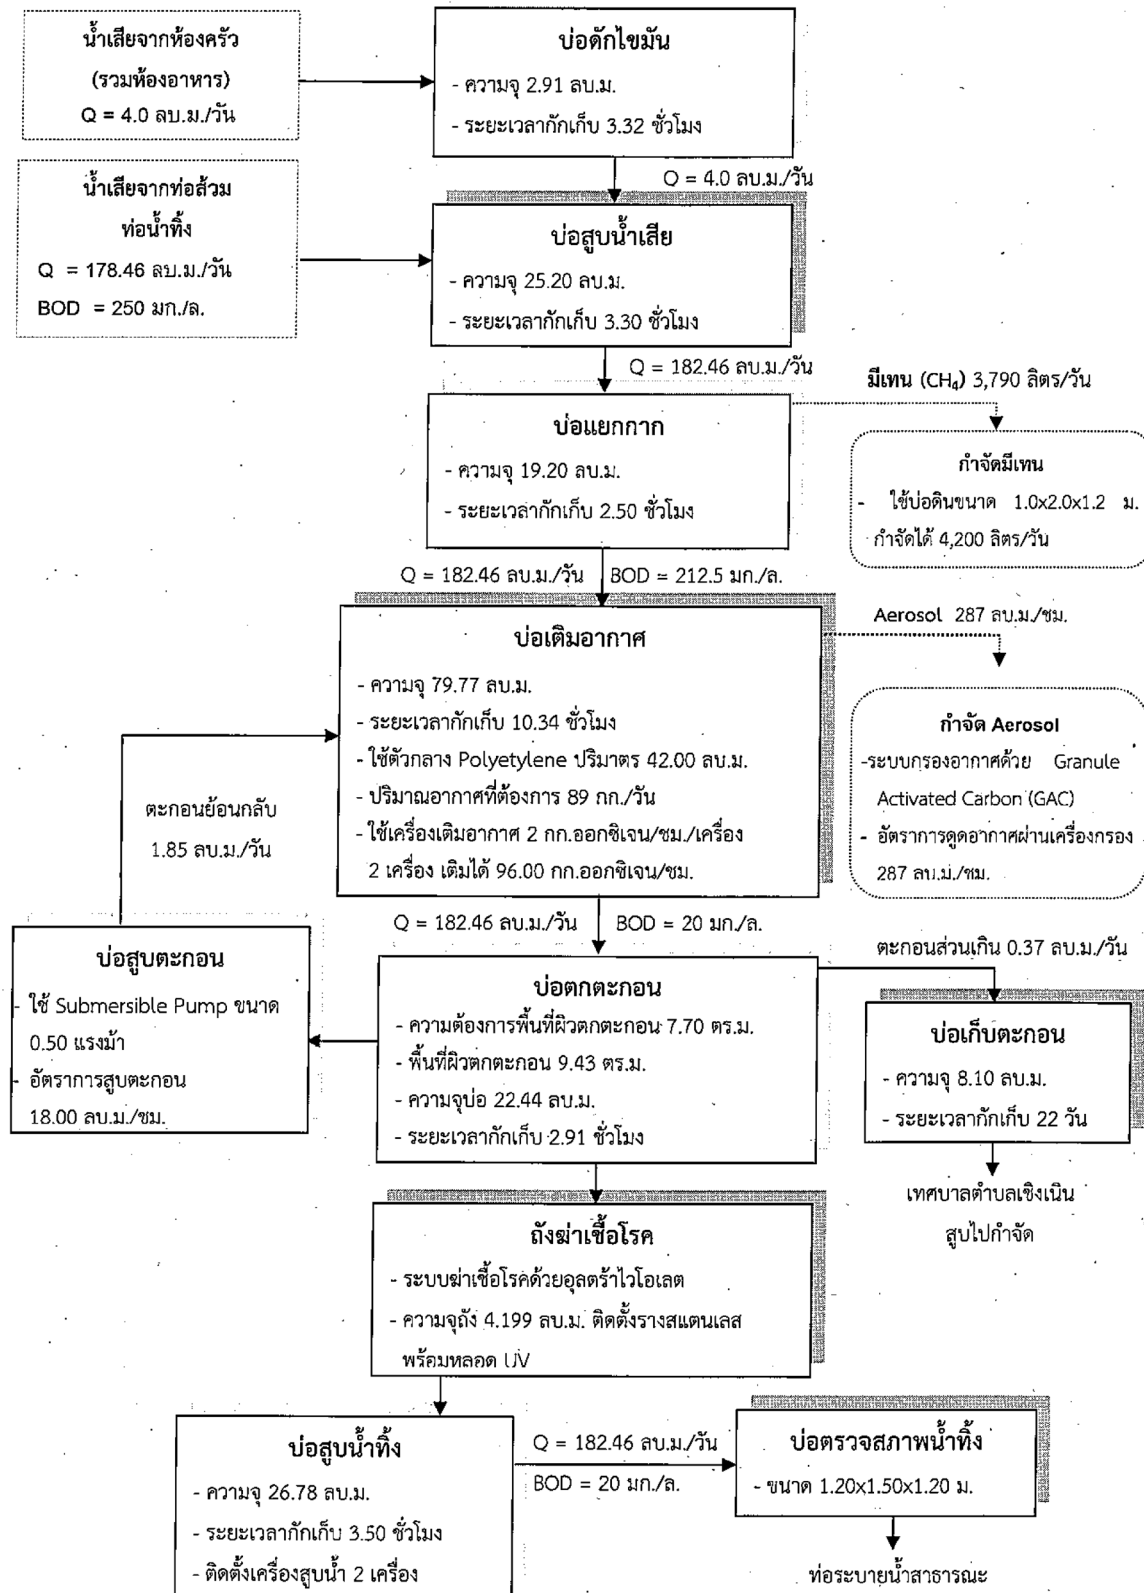 น้ำเสียจากห้องครัว
(รวมห้องอาหาร)
Q = 4.0 ลบ.ม./วัน
บ่อดักไขมัน
- ความจุ 2.91 ลบ.ม.
- ระยะเวลากักเก็บ 3.32 ชั่วโมง
Q = 4.0 ลบ.ม./วัน
น้ำเสียจากท่อส้วม
ท่อน้ำทิ้ง
Q = 178.46 ลบ.ม./วัน
BOD = 250 มก./ล.
บ่อสูบน้ำเสีย
- ความจุ 25.20 ลบ.ม.
- ระยะเวลากักเก็บ 3.30 ชั่วโมง
Q = 182.46 ลบ.ม./วัน
มีเทน (CH₄) 3,790 ลิตร/วัน
บ่อแยกกาก
- ความจุ 19.20 ลบ.ม.
- ระยะเวลากักเก็บ 2.50 ชั่วโมง
กำจัดมีเทน
- ใช้บ่อดินขนาด 1.0x2.0x1.2 ม.
กำจัดได้ 4,200 ลิตร/วัน
Q = 182.46 ลบ.ม./วัน BOD = 212.5 มก./ล.
Aerosol 287 ลบ.ม./ชม.
บ่อเติมอากาศ
- ความจุ 79.77 ลบ.ม.
- ระยะเวลากักเก็บ 10.34 ชั่วโมง
- ใช้ตัวกลาง Polyetylene ปริมาตร 42.00 ลบ.ม.
- ปริมาณอากาศที่ต้องการ 89 กก./วัน
- ใช้เครื่องเติมอากาศ 2 กก.ออกซิเจน/ชม./เครื่อง
2 เครื่อง เติมได้ 96.00 กก.ออกซิเจน/ชม.
กำจัด Aerosol
-ระบบกรองอากาศด้วย Granule
Activated Carbon (GAC)
- อัตราการดูดอากาศผ่านเครื่องกรอง
287 ลบ.ม./ชม.
ตะกอนย้อนกลับ
1.85 ลบ.ม./วัน
Q = 182.46 ลบ.ม./วัน BOD = 20 มก./ล.
ตะกอนส่วนเกิน 0.37 ลบ.ม./วัน
บ่อสูบตะกอน
- ใช้ Submersible Pump ขนาด
0.50 แรงม้า
- อัตราการสูบตะกอน
18.00 ลบ.ม./ชม.
บ่อตกตะกอน
- ความต้องการพื้นที่ผิวตกตะกอน 7.70 ตร.ม.
- พื้นที่ผิวตกตะกอน 9.43 ตร.ม.
- ความจุบ่อ 22.44 ลบ.ม.
- ระยะเวลากักเก็บ 2.91 ชั่วโมง
บ่อเก็บตะกอน
- ความจุ 8.10 ลบ.ม.
- ระยะเวลากักเก็บ 22 วัน
เทศบาลตำบลเชิงเนิน
สูบไปกำจัด
ถังฆ่าเชื้อโรค
- ระบบฆ่าเชื้อโรคด้วยอุลตร้าไวโอเลต
- ความจุถัง 4.199 ลบ.ม. ติดตั้งรางสแตนเลส
พร้อมหลอด UV
บ่อสูบน้ำทิ้ง
- ความจุ 26.78 ลบ.ม.
- ระยะเวลากักเก็บ 3.50 ชั่วโมง
- ติดตั้งเครื่องสูบน้ำ 2 เครื่อง
Q = 182.46 ลบ.ม./วัน
BOD = 20 มก./ล.
บ่อตรวจสภาพน้ำทิ้ง
- ขนาด 1.20x1.50x1.20 ม.
ท่อระบายน้ำสาธารณะ